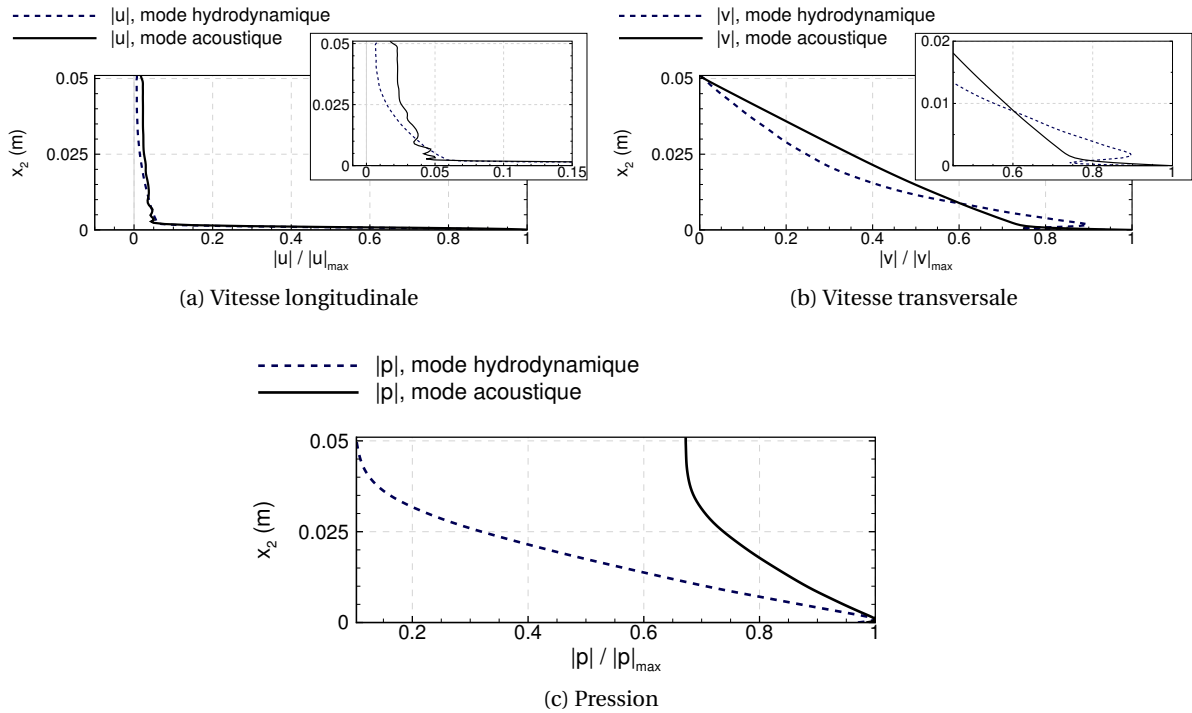 |u|, mode hydrodynamique
|u|, mode acoustique
|v|, mode hydrodynamique
|v|, mode acoustique
x2 (m)
0.05
0.025
0
0 0.2 0.4 0.6 0.8 1
|u| / |u|max
0.05
0.025
0
0 0.05 0.1 0.15
(a) Vitesse longitudinale
x2 (m)
0.05
0.025
0
0 0.2 0.4 0.6 0.8 1
|v| / |v|max
0.02
0.01
0
0.6 0.8 1
(b) Vitesse transversale
|p|, mode hydrodynamique
|p|, mode acoustique
x2 (m)
0.05
0.025
0
0.2 0.4 0.6 0.8 1
|p| / |p|max
(c) Pression